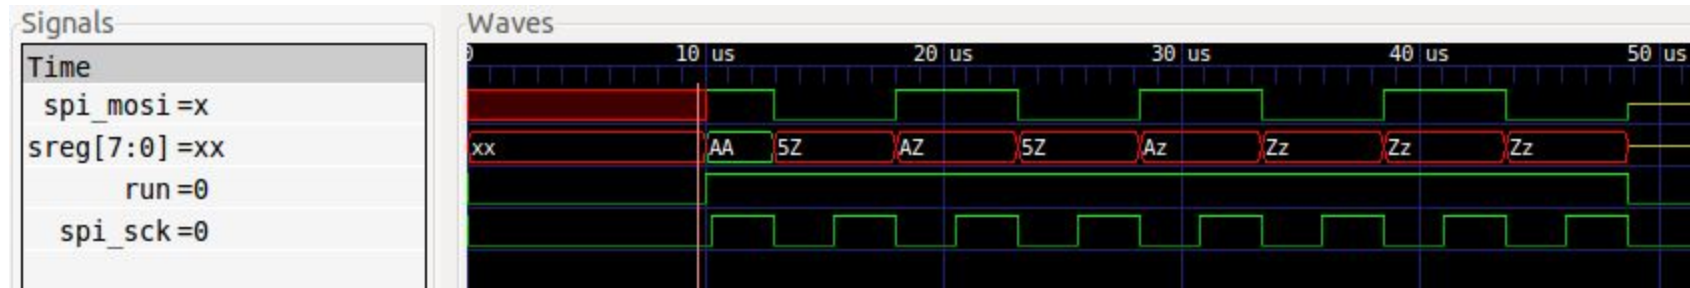 Signals
Waves
Time
0 10 us 20 us 30 us 40 us 50 us
spi_mosi=x
sreg[7:0]=xx
xx AA 5Z AZ 5Z Az Zz Zz Zz
run=0
spi_sck=0